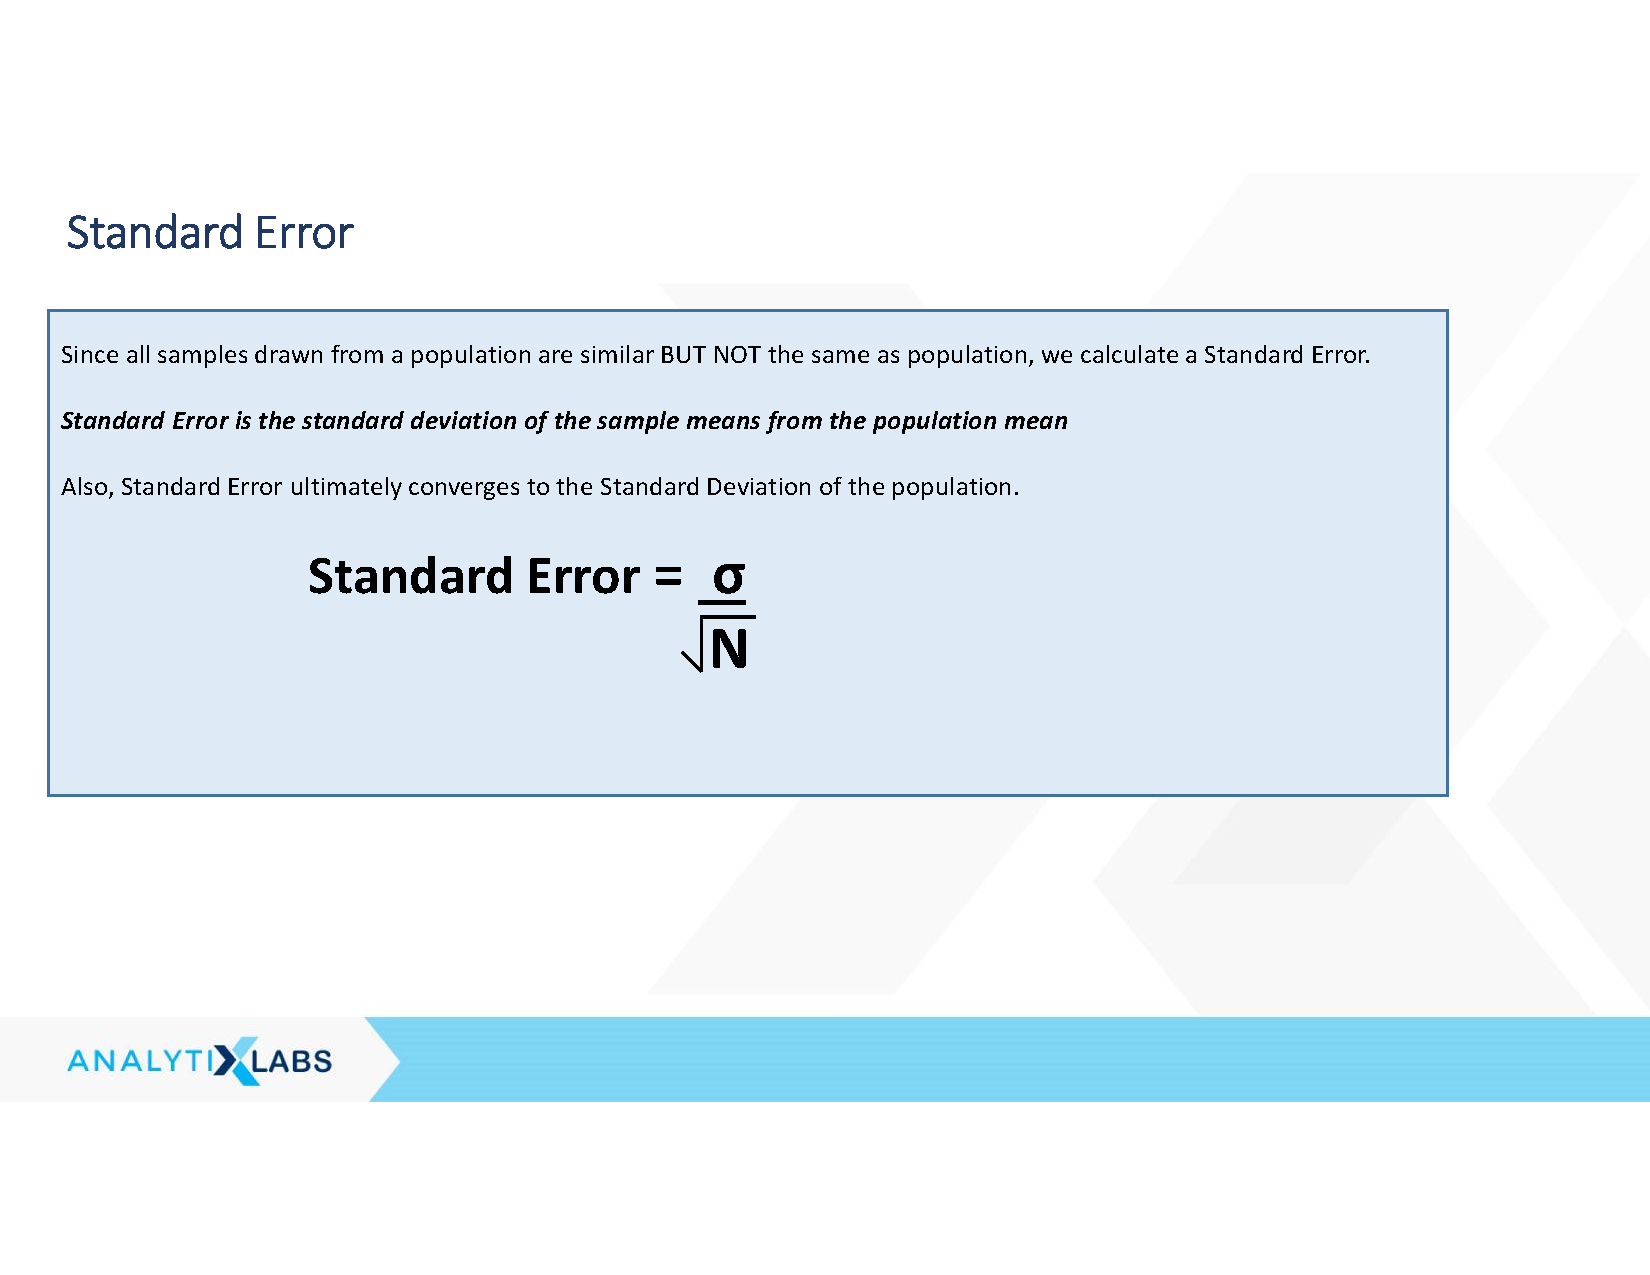 Standard Error
Since all samples drawn from a population are similar BUT NOT the same as population, we calculate a Standard Error.
Standard Error is the standard deviation of the sample means from the population mean
Also, Standard Error ultimately converges to the Standard Deviation of the population.
Standard Error = σ
√N
ANALYTIXLABS